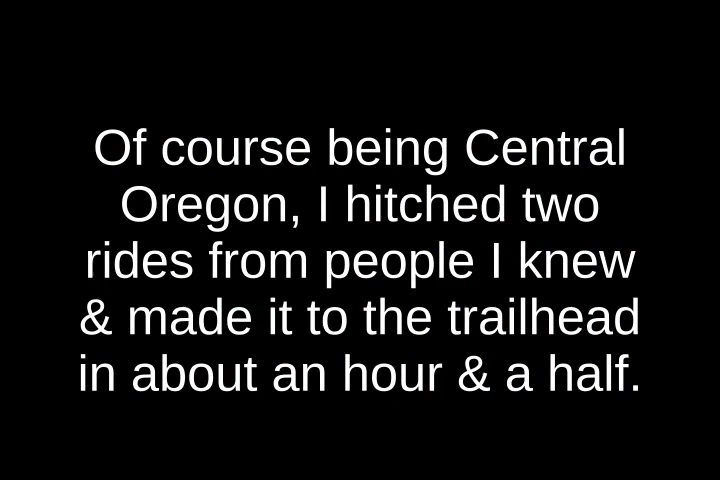 Of course being Central
Oregon, I hitched two
rides from people I knew
& made it to the trailhead
in about an hour & a half.